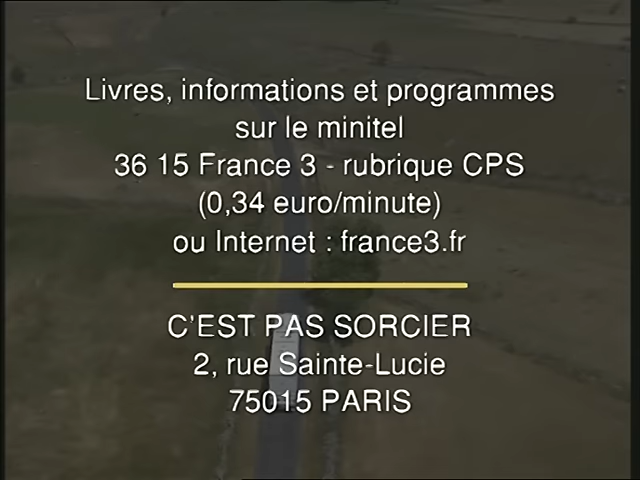 Livres, informations et programmes
sur le minitel
36 15 France 3 - rubrique CPS
(0,34 euro/minute)
ou Internet : france3.fr
C'EST PAS SORCIER
2, rue Sainte-Lucie
75015 PARIS